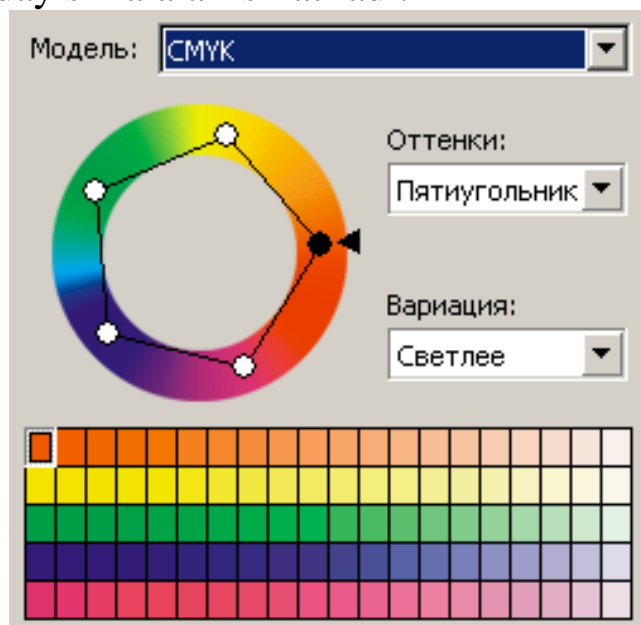 Модель: CMYK
Оттенки:
Пятиугольник
Вариация:
Светлее